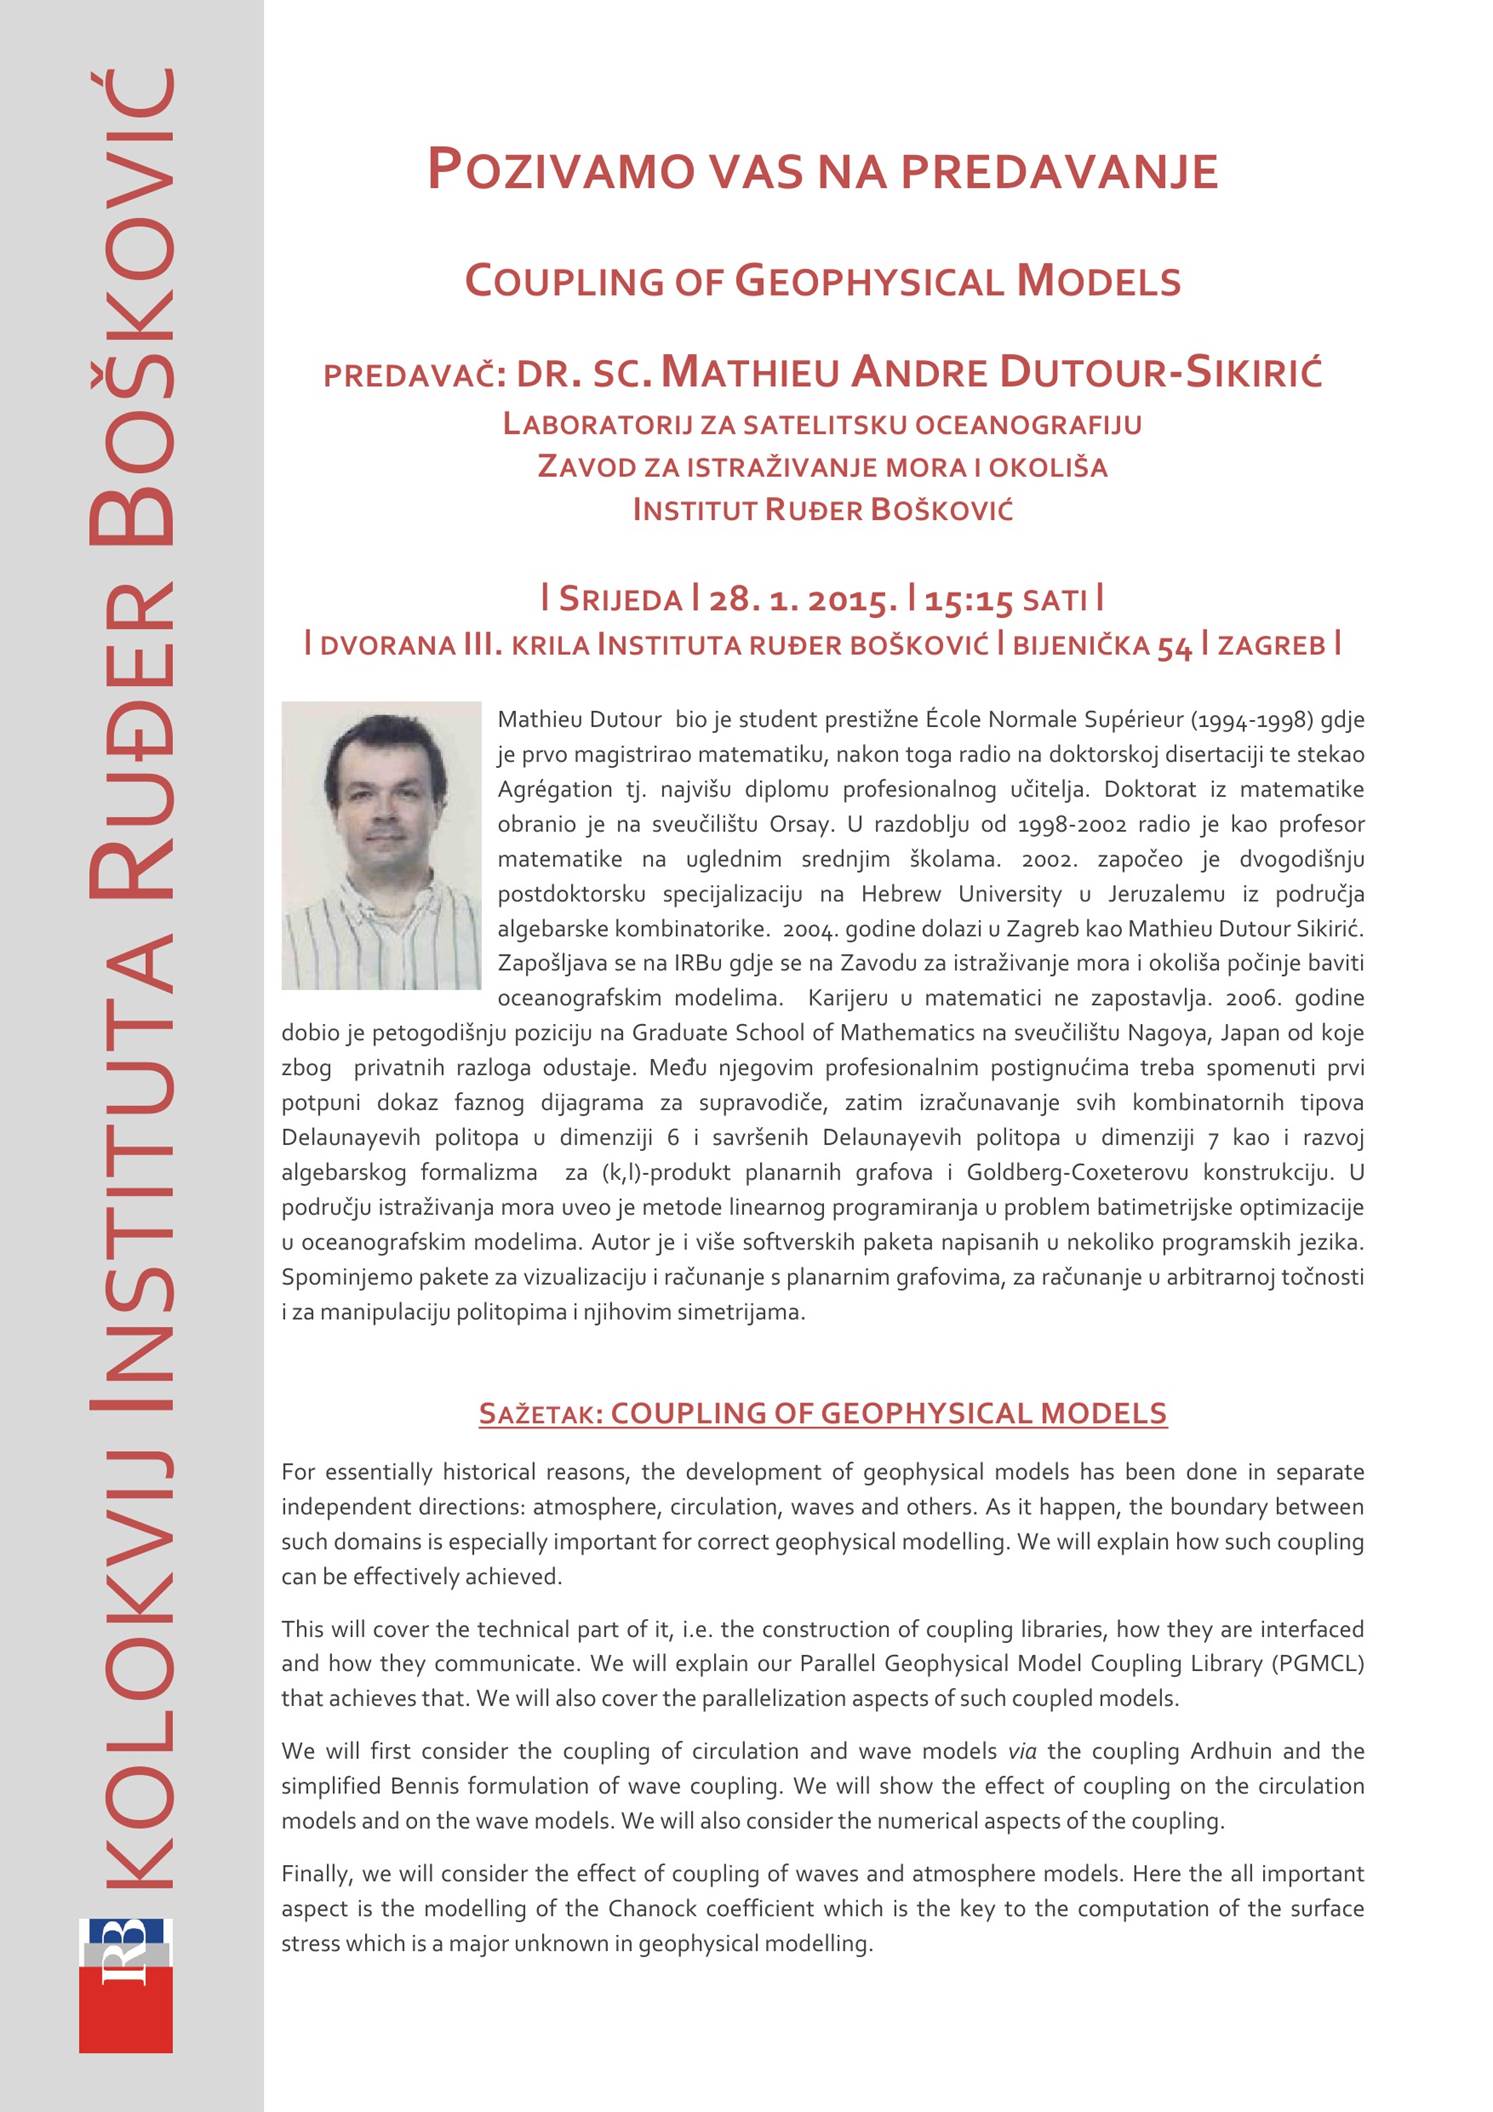 KOLOKVIJ INSTITUTA RUĐER BOŠKOVIĆ
IRB
POZIVAMO VAS NA PREDAVANJE
COUPLING OF GEOPHYSICAL MODELS
PREDAVAČ: DR. SC. MATHIEU ANDRE DUTOUR-SIKIRIĆ
LABORATORIJ ZA SATELITSKU OCEANOGRAFIJU
ZAVOD ZA ISTRAŽIVANJE MORA I OKOLIŠA
INSTITUT RUĐER BOŠKOVIĆ
| SRIJEDA | 28. 1. 2015. | 15:15 SATI |
| DVORANA III. KRILA INSTITUTA RUĐER BOŠKOVIĆ | BIJENIČKA 54 | ZAGREB |
Mathieu Dutour bio je student prestižne École Normale Supérieur (1994-1998) gdje
je prvo magistrirao matematiku, nakon toga radio na doktorskoj disertaciji te stekao
Agrégation tj. najvišu diplomu profesionalnog učitelja. Doktorat iz matematike
obranio je na sveučilištu Orsay. U razdoblju od 1998-2002 radio je kao profesor
matematike na uglednim srednjim školama. 2002. započeo je dvogodišnju
postdoktorsku specijalizaciju na Hebrew University u Jeruzalemu iz područja
algebarske kombinatorike. 2004. godine dolazi u Zagreb kao Mathieu Dutour Sikirić.
Zapošljava se na IRBu gdje se na Zavodu za istraživanje mora i okoliša počinje baviti
oceanografskim modelima. Karijeru u matematici ne zapostavlja. 2006. godine
dobio je petogodišnju poziciju na Graduate School of Mathematics na sveučilištu Nagoya, Japan od koje
zbog privatnih razloga odustaje. Među njegovim profesionalnim postignućima treba spomenuti prvi
potpuni dokaz faznog dijagrama za supravodiče, zatim izračunavanje svih kombinatornih tipova
Delaunayevih politopa u dimenziji 6 i savršenih Delaunayevih politopa u dimenziji 7 kao i razvoj
algebarskog formalizma za (k,l)-produkt planarnih grafova i Goldberg-Coxeterovu konstrukciju. U
području istraživanja mora uveo je metode linearnog programiranja u problem batimetrijske optimizacije
u oceanografskim modelima. Autor je i više softverskih paketa napisanih u nekoliko programskih jezika.
Spominjemo pakete za vizualizaciju i računanje s planarnim grafovima, za računanje u arbitrarnoj točnosti
i za manipulaciju politopima i njihovim simetrijama.
SAŽETAK: COUPLING OF GEOPHYSICAL MODELS
For essentially historical reasons, the development of geophysical models has been done in separate
independent directions: atmosphere, circulation, waves and others. As it happen, the boundary between
such domains is especially important for correct geophysical modelling. We will explain how such coupling
can be effectively achieved.
This will cover the technical part of it, i.e. the construction of coupling libraries, how they are interfaced
and how they communicate. We will explain our Parallel Geophysical Model Coupling Library (PGMCL)
that achieves that. We will also cover the parallelization aspects of such coupled models.
We will first consider the coupling of circulation and wave models via the coupling Ardhuin and the
simplified Bennis formulation of wave coupling. We will show the effect of coupling on the circulation
models and on the wave models. We will also consider the numerical aspects of the coupling.
Finally, we will consider the effect of coupling of waves and atmosphere models. Here the all important
aspect is the modelling of the Chanock coefficient which is the key to the computation of the surface
stress which is a major unknown in geophysical modelling.